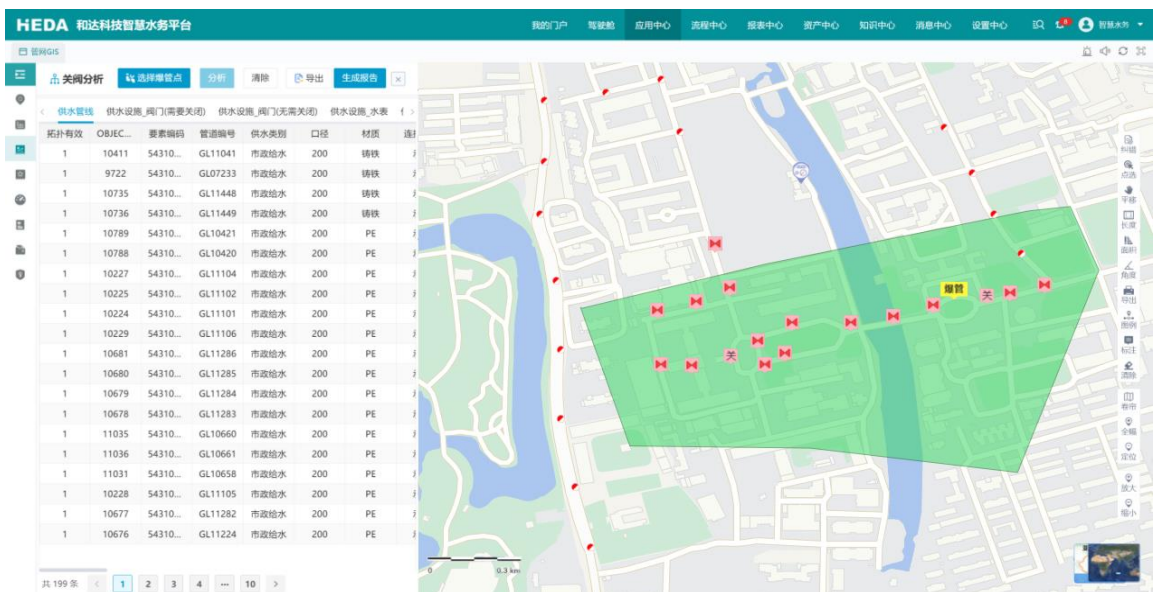 HEDA 和达科技智慧水务平台 我的门户 驾驶舱 应用中心 流程中心 报表中心 资产中心 知识中心 消息中心 设置中心 智慧水务
管网GIS
关阀分析 选择爆管点 分析 清除 导出 生成报告
供水管线 供水设施_阀门(需要关闭) 供水设施_阀门(无需关闭) 供水设施_水表
拓扑有效 OBJEC... 要素编码 管道编号 供水类别 口径 材质
1 10411 54310... GL11041 市政给水 200 铸铁
1 9722 54310... GL07233 市政给水 200 铸铁
1 10735 54310... GL11448 市政给水 200 铸铁
1 10736 54310... GL11449 市政给水 200 铸铁
1 10789 54310... GL10421 市政给水 200 PE
1 10788 54310... GL10420 市政给水 200 PE
1 10227 54310... GL11104 市政给水 200 PE
1 10225 54310... GL11102 市政给水 200 PE
1 10224 54310... GL11101 市政给水 200 PE
1 10229 54310... GL11106 市政给水 200 PE
1 10681 54310... GL11286 市政给水 200 PE
1 10680 54310... GL11285 市政给水 200 PE
1 10679 54310... GL11284 市政给水 200 PE
1 10678 54310... GL11283 市政给水 200 PE
1 11035 54310... GL10660 市政给水 200 PE
1 11036 54310... GL10661 市政给水 200 PE
1 11031 54310... GL10658 市政给水 200 PE
1 10228 54310... GL11105 市政给水 200 PE
1 10677 54310... GL11282 市政给水 200 PE
1 10676 54310... GL11224 市政给水 200 PE
共 199 条 1 2 3 4 ... 10
爆管
关
关
0 0.3 km
纠错
点选
平移
长度
面积
角度
导出
图例
标注
清除
卷帘
全幅
定位
放大
缩小